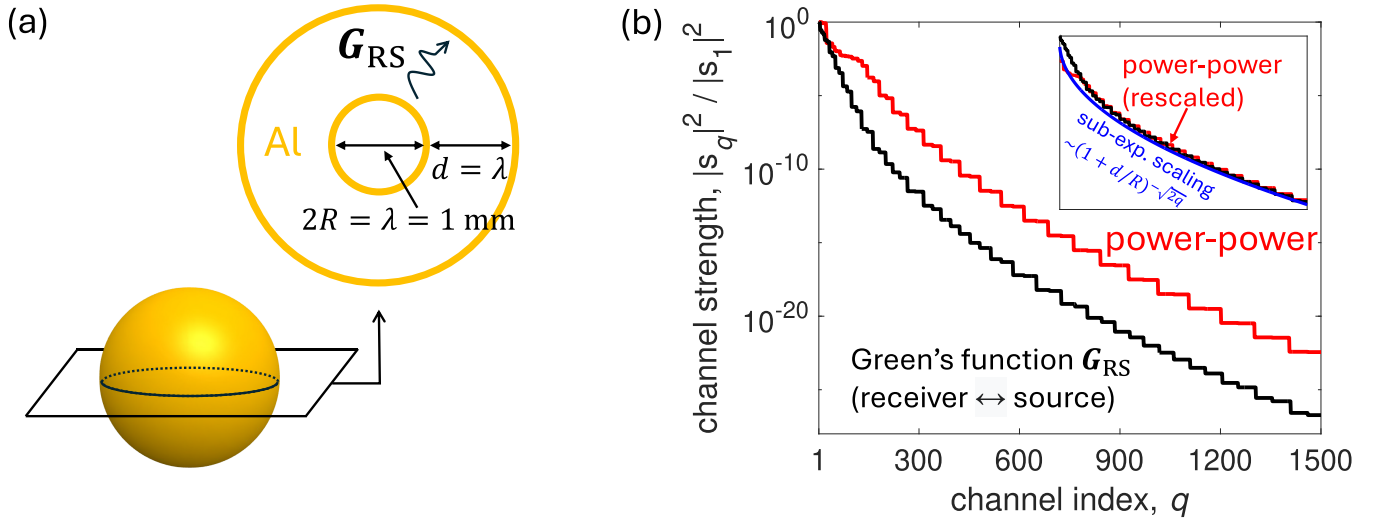 (a)
G_RS
Al
d = λ
2R = λ = 1 mm
(b)
channel strength, |s_q|^2 / |s_1|^2
10^0
10^-10
10^-20
power-power
(rescaled)
sub-exp. scaling
~(1 + d/R)^-√2q
power-power
Green's function G_RS
(receiver ↔ source)
1
300
600
900
1200
1500
channel index, q